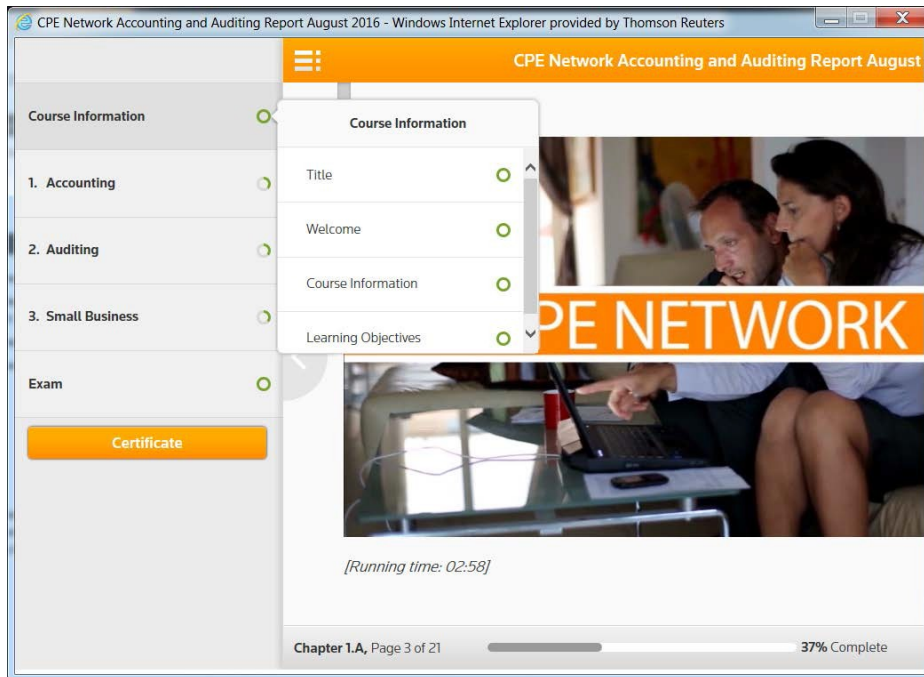 CPE Network Accounting and Auditing Report August 2016 - Windows Internet Explorer provided by Thomson Reuters
CPE Network Accounting and Auditing Report August
Course Information
1. Accounting
2. Auditing
3. Small Business
Exam
Certificate
Course Information
Title
Welcome
Course Information
Learning Objectives
PE NETWORK
[Running time: 02:58]
Chapter 1.A, Page 3 of 21
37% Complete